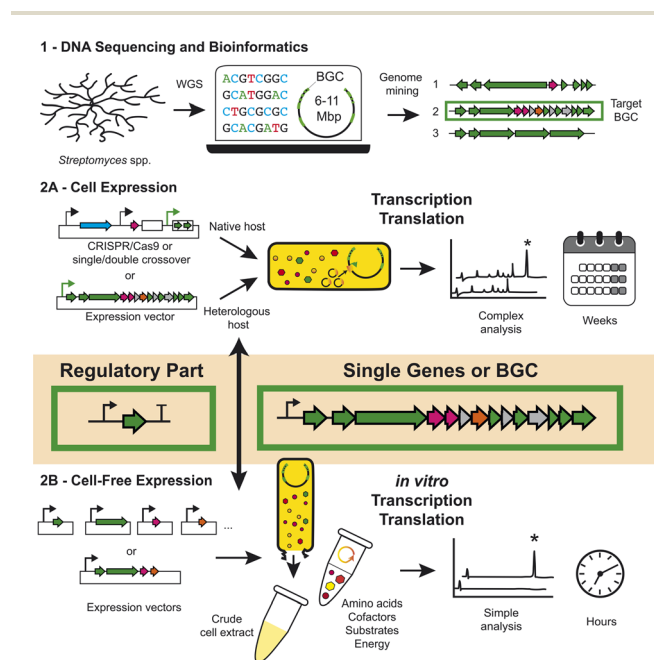 1 - DNA Sequencing and Bioinformatics
WGS
ACGTCGGC
GCATGGAC
CTGCGCGC
GCACGATG
BGC
6-11
Mbp
Genome
mining
1
2
3
Target
BGC
Streptomyces spp.
2A - Cell Expression
CRISPR/Cas9 or
single/double crossover
or
Expression vector
Native host
Heterologous
host
Transcription
Translation
*
Complex
analysis
Weeks
Regulatory Part
Single Genes or BGC
2B - Cell-Free Expression
...
or
Expression vectors
Crude
cell extract
Amino acids
Cofactors
Substrates
Energy
in vitro
Transcription
Translation
*
Simple
analysis
Hours